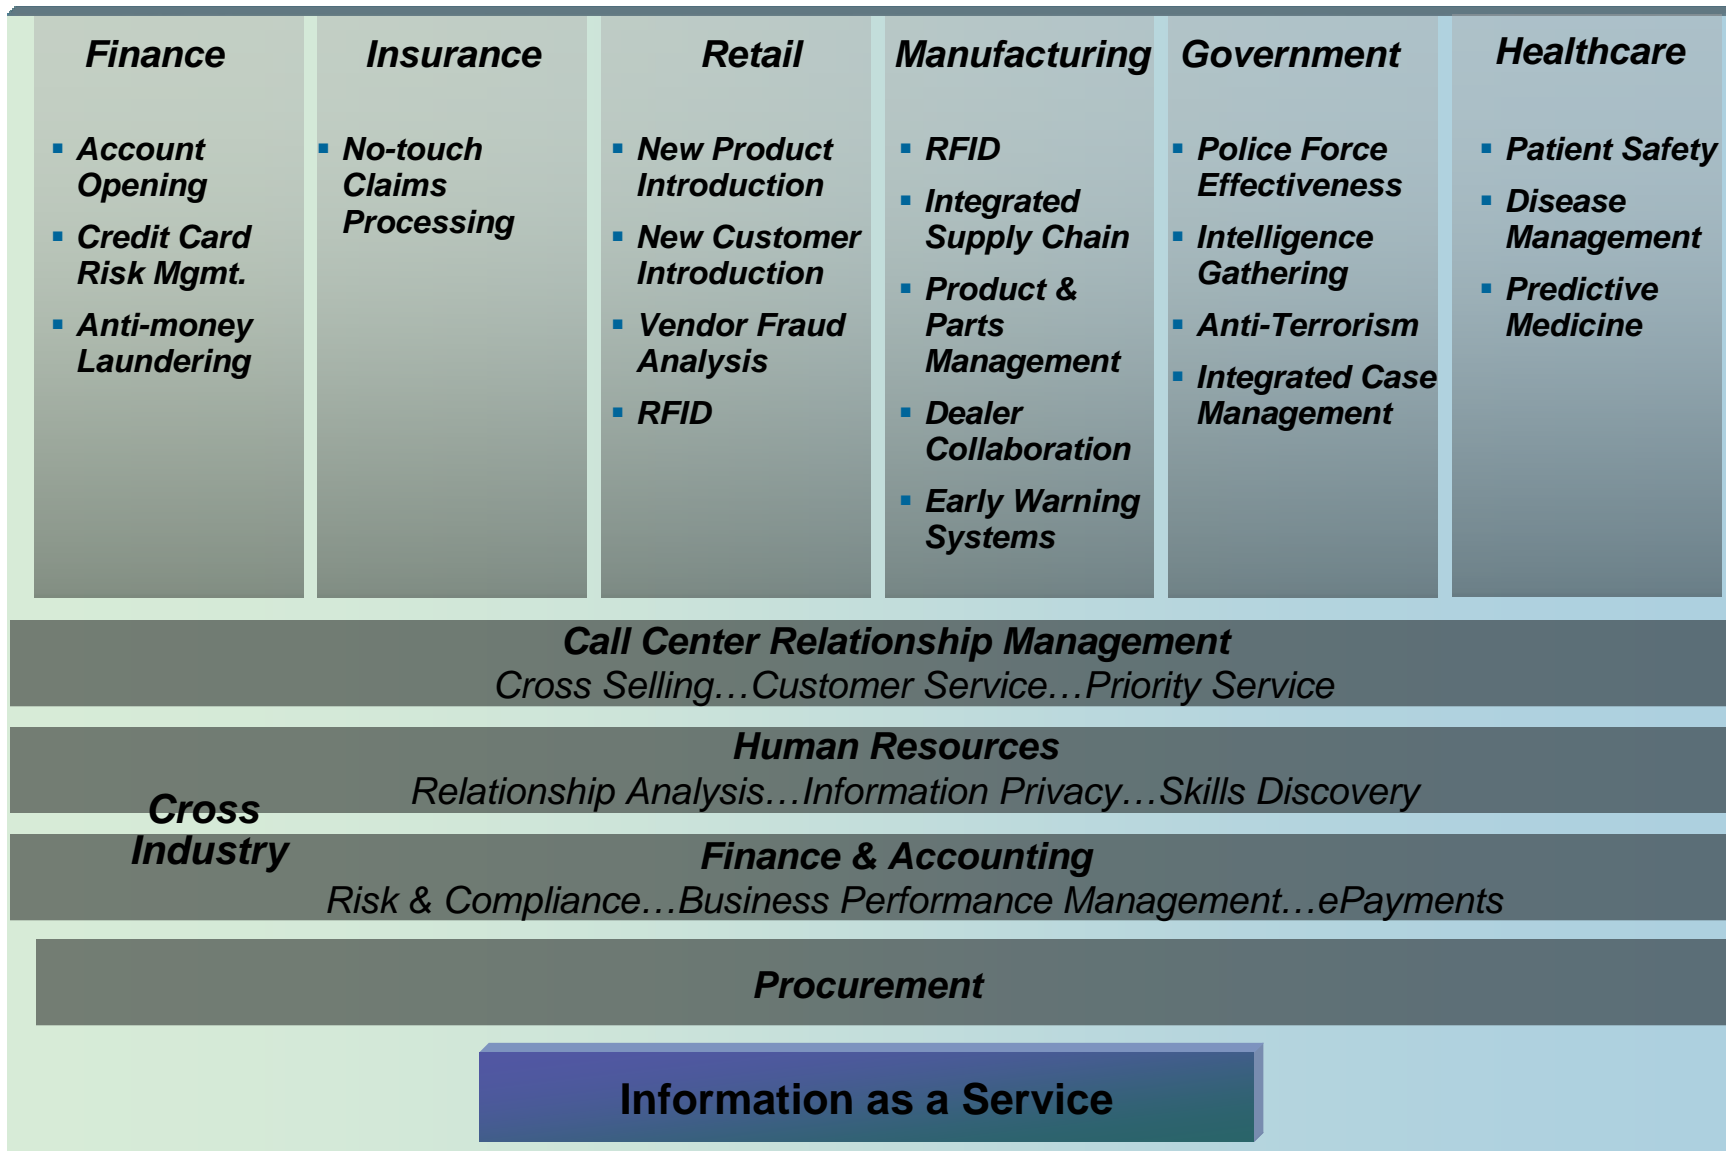 Finance
Account
Opening
Credit Card
Risk Mgmt.
Anti-money
Laundering
Insurance
No-touch
Claims
Processing
Retail
New Product
Introduction
New Customer
Introduction
Vendor Fraud
Analysis
RFID
Manufacturing
RFID
Integrated
Supply Chain
Product &
Parts
Management
Dealer
Collaboration
Early Warning
Systems
Government
Police Force
Effectiveness
Intelligence
Gathering
Anti-Terrorism
Integrated Case
Management
Healthcare
Patient Safety
Disease
Management
Predictive
Medicine
Call Center Relationship Management
Cross Selling…Customer Service…Priority Service
Human Resources
Relationship Analysis…Information Privacy…Skills Discovery
Cross
Industry
Finance & Accounting
Risk & Compliance…Business Performance Management…ePayments
Procurement
Information as a Service